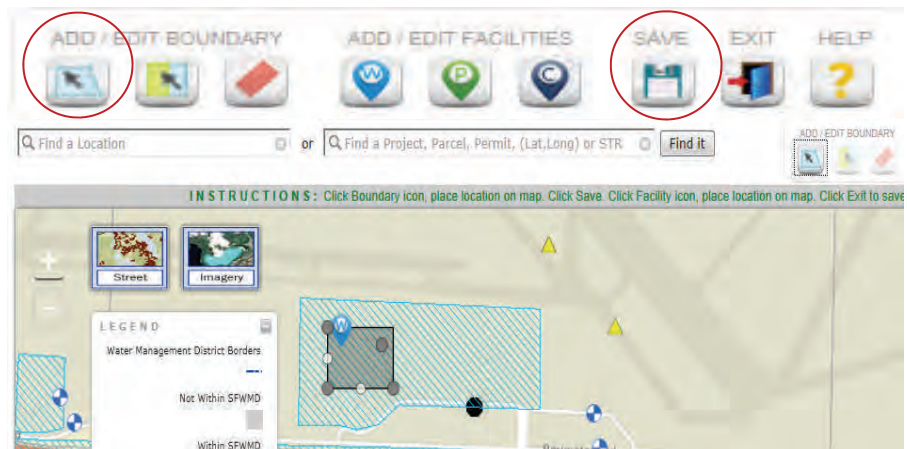 ADD / EDIT BOUNDARY ADD / EDIT FACILITIES SAVE EXIT HELP
W P C ?
Find a Location or Find a Project, Parcel, Permit, (Lat,Long) or STR Find it
ADD / EDIT BOUNDARY
INSTRUCTIONS: Click Boundary icon, place location on map. Click Save. Click Facility icon, place location on map. Click Exit to save
Street Imagery
W
LEGEND
Water Management District Borders
Not Within SFWMD
Within SFWMD